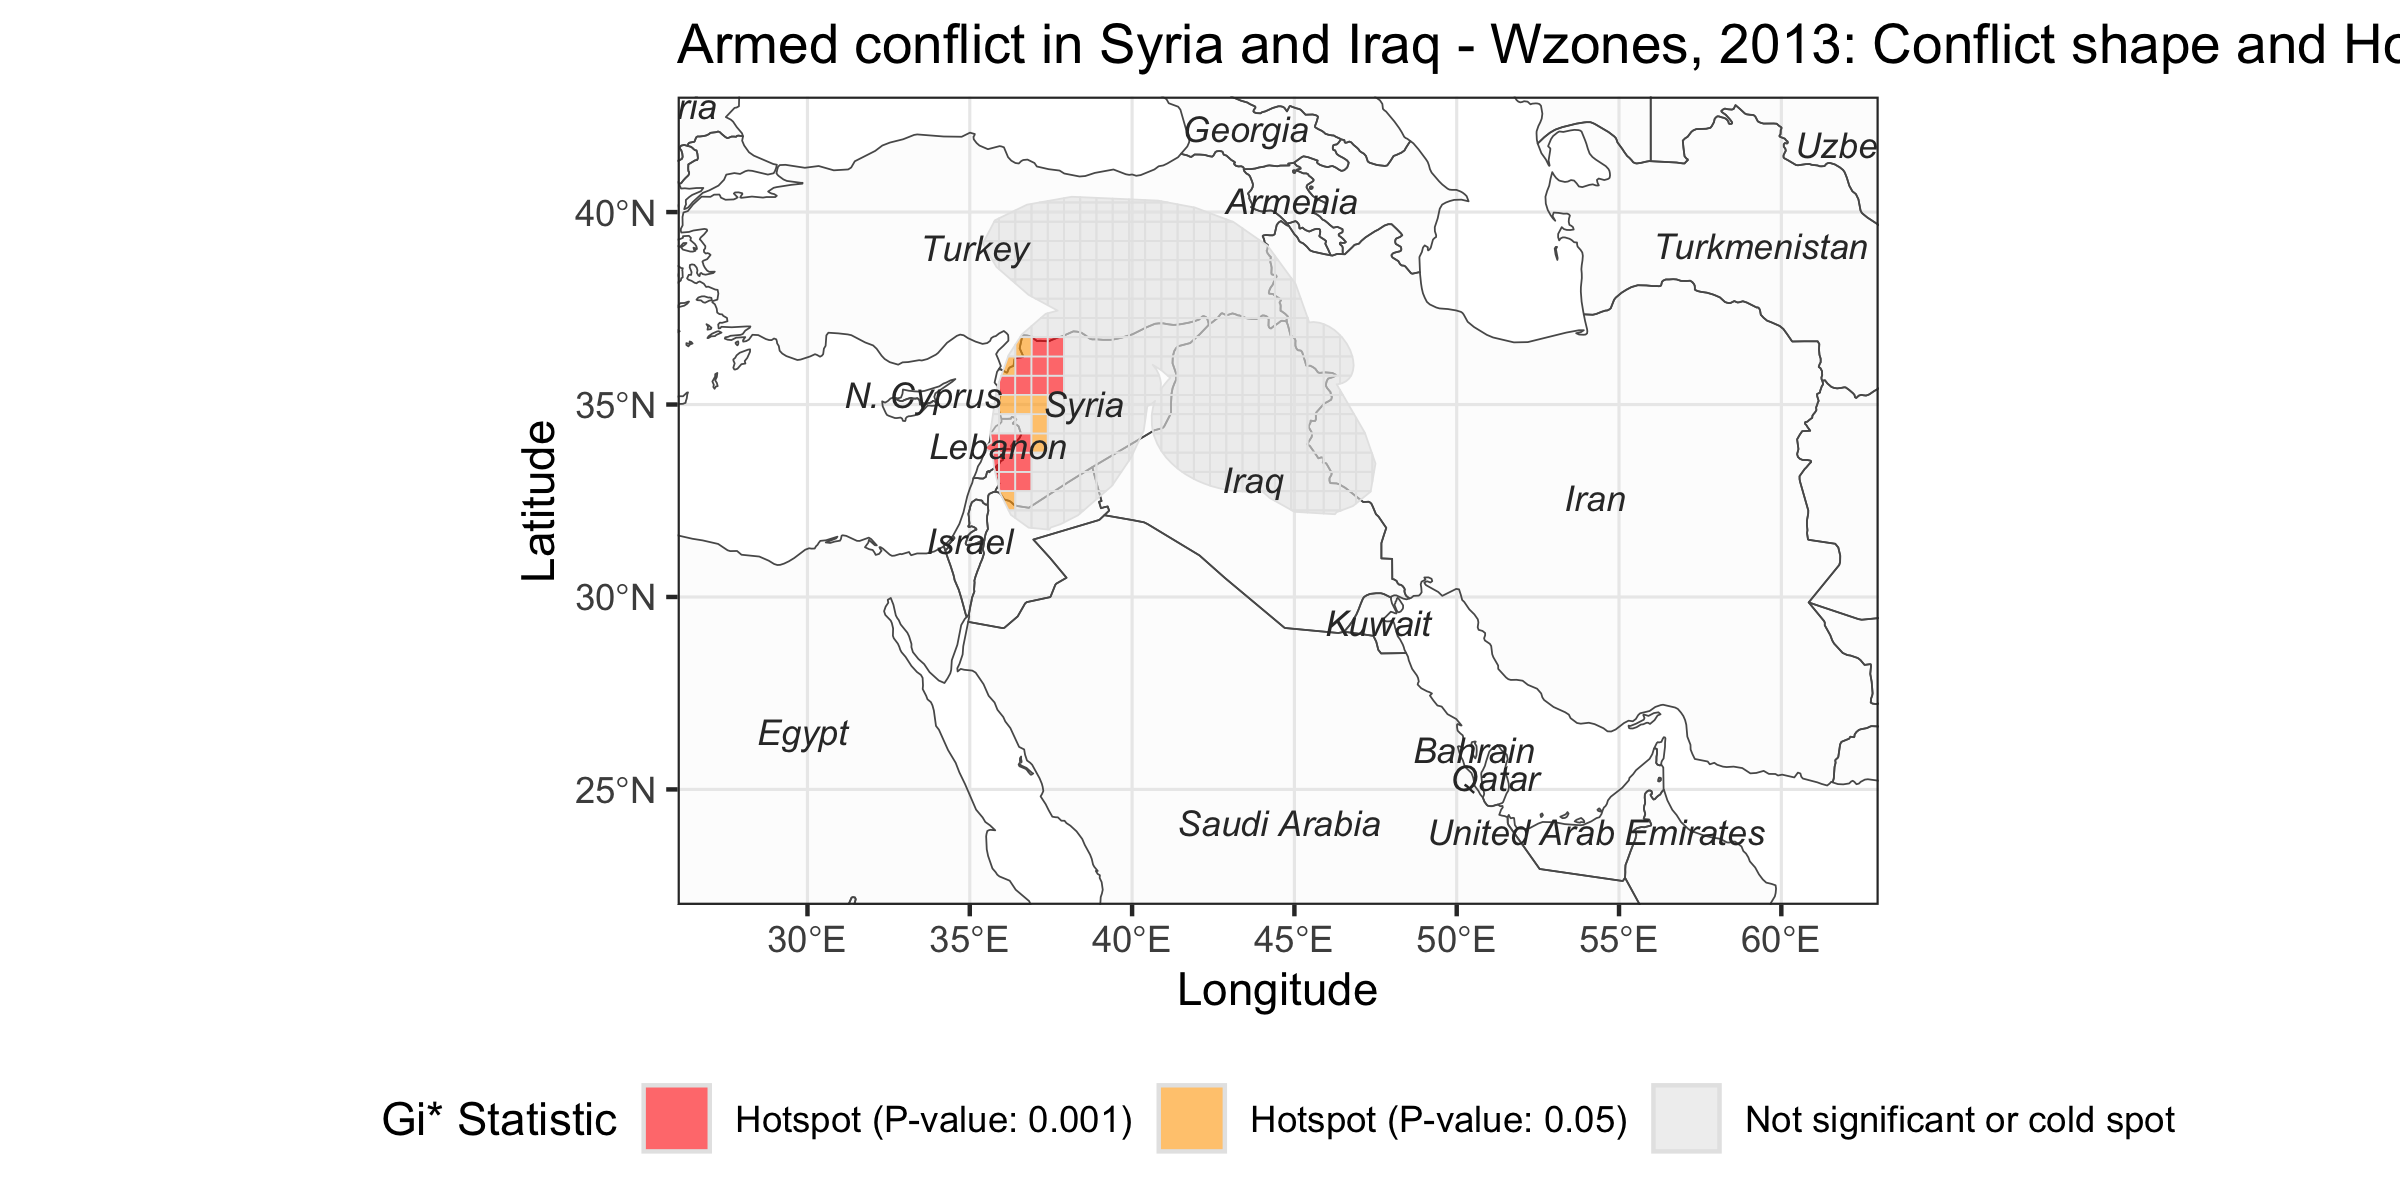 Armed conflict in Syria and Iraq - Wzones, 2013: Conflict shape and Ho
ria
Georgia
Uzbe
Armenia
40°N
Turkey
Turkmenistan
N. Cyprus
35°N
Syria
Lebanon
Iraq
Iran
Latitude
Israel
30°N
Kuwait
Egypt
Bahrain
Qatar
25°N
Saudi Arabia
United Arab Emirates
30°E 35°E 40°E 45°E 50°E 55°E 60°E
Longitude
Gi* Statistic Hotspot (P-value: 0.001) Hotspot (P-value: 0.05) Not significant or cold spot